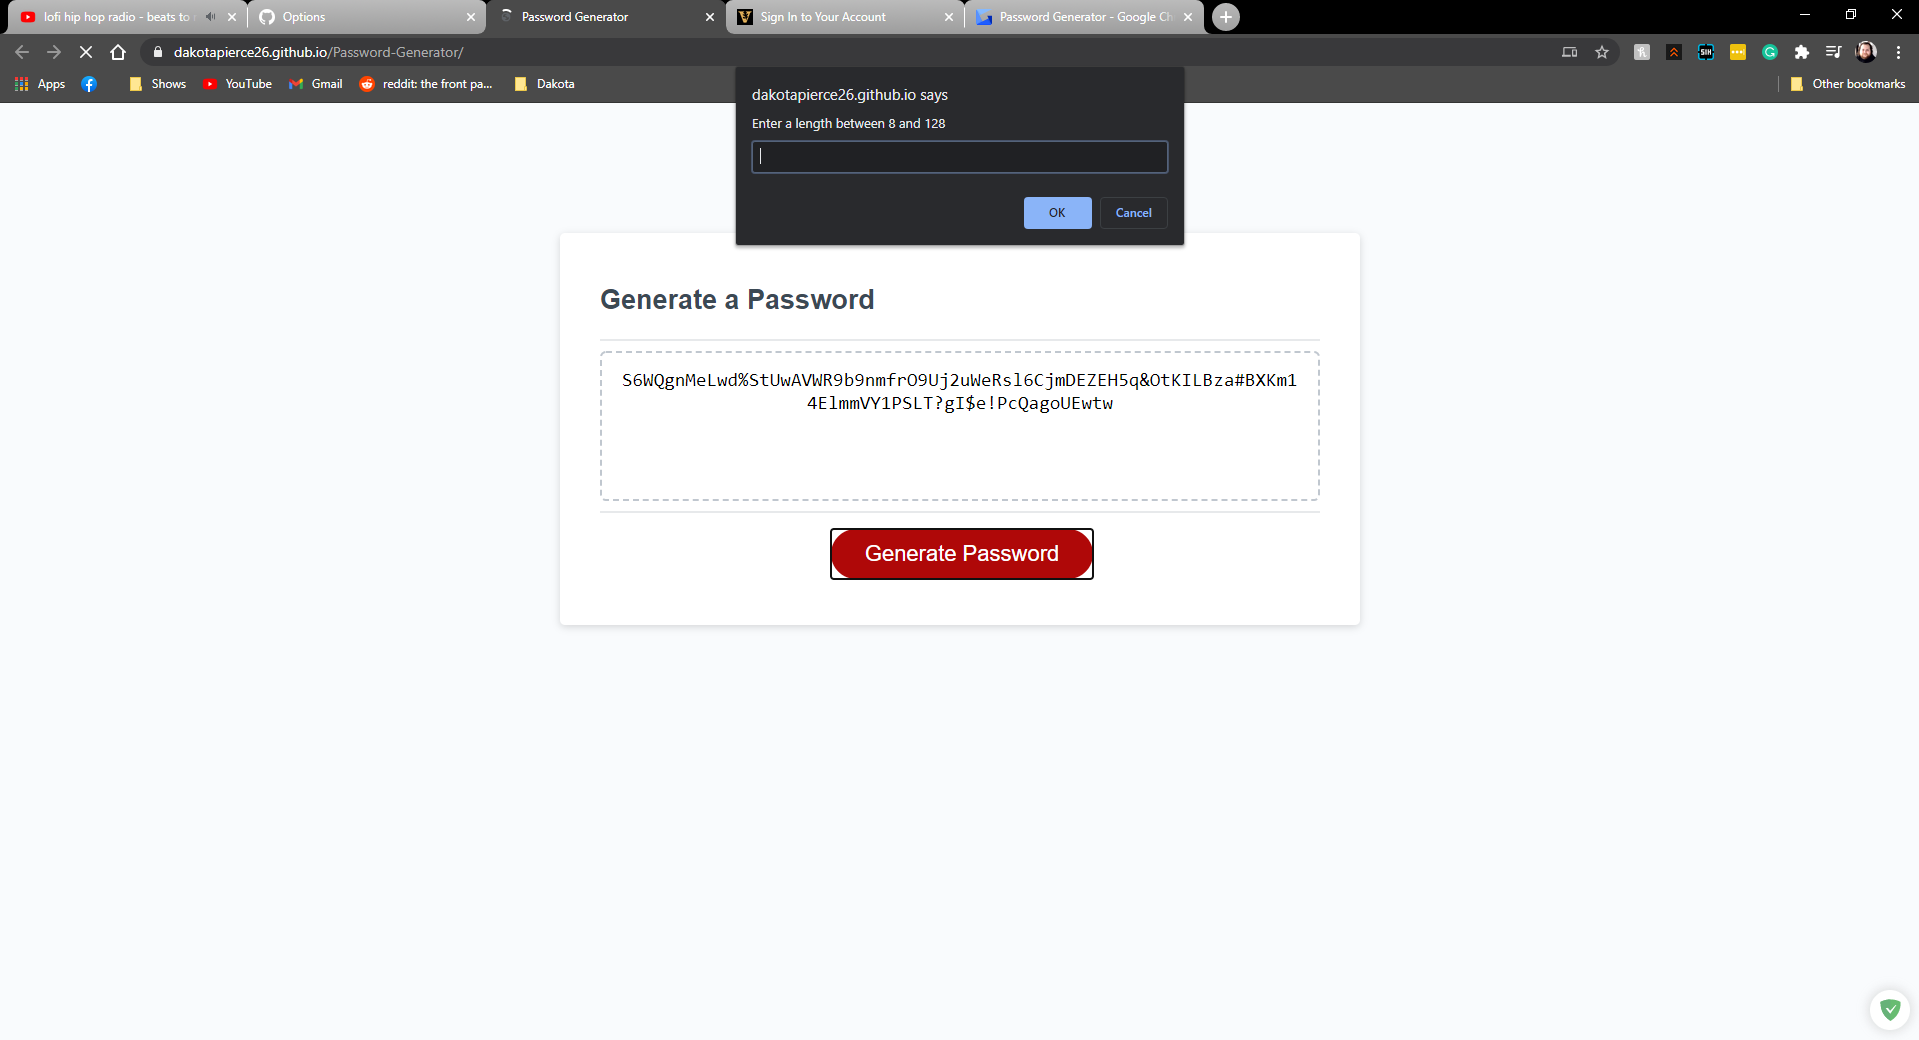 lofi hip hop radio - beats to
Options
Password Generator
Sign In to Your Account
Password Generator - Google Ch
dakotapierce26.github.io/Password-Generator/
Apps
Shows
YouTube
Gmail
reddit: the front pa...
Dakota
Other bookmarks
dakotapierce26.github.io says
Enter a length between 8 and 128
OK
Cancel
Generate a Password
S6WQgnMeLwd%StUwAVWR9b9nmfrO9Uj2uWeRsl6CjmDEZEH5q&OtKILBza#BXKm1
4ElmmVY1PSLT?gI$e!PcQagoUEwtw
Generate Password